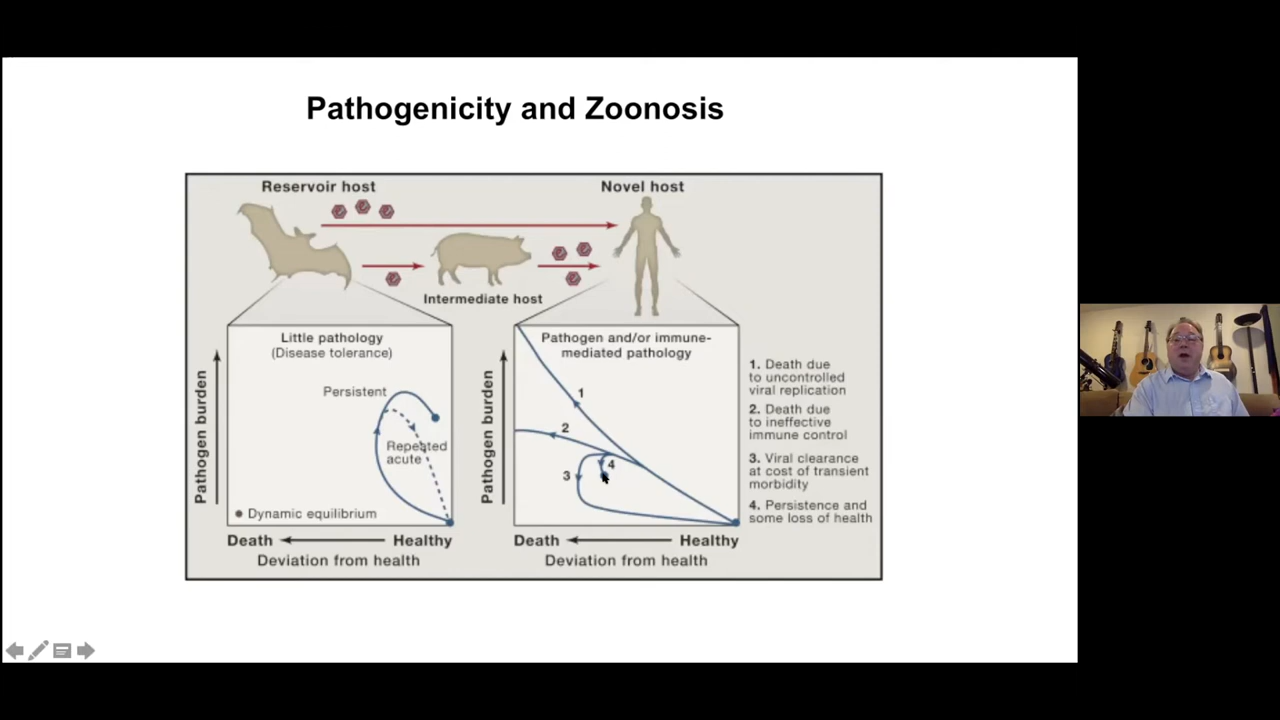 Pathogenicity and Zoonosis
Reservoir host
Novel host
Intermediate host
Little pathology
(Disease tolerance)
Persistent
Repeated
acute
Dynamic equilibrium
Pathogen burden
Death
Healthy
Deviation from health
Pathogen and/or immune-
mediated pathology
1
2
3
4
Pathogen burden
Death
Healthy
Deviation from health
1. Death due
to uncontrolled
viral replication
2. Death due
to ineffective
immune control
3. Viral clearance
at cost of transient
morbidity
4. Persistence and
some loss of health